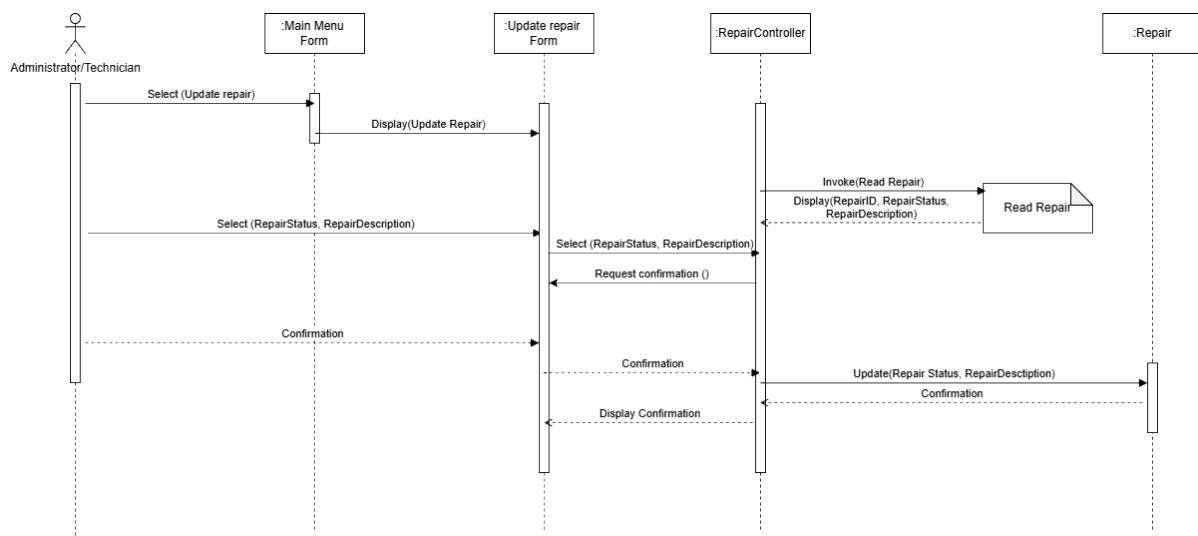 :Main Menu
Form
:Update repair
Form
:RepairController
:Repair
Administrator/Technician
Select (Update repair)
Display(Update Repair)
Invoke(Read Repair)
Display(RepairID, RepairStatus,
RepairDescription)
Read Repair
Select (RepairStatus, RepairDescription)
Select (RepairStatus, RepairDescription)
Request confirmation ()
Confirmation
Confirmation
Update(Repair Status, RepairDesctiption)
Confirmation
Display Confirmation